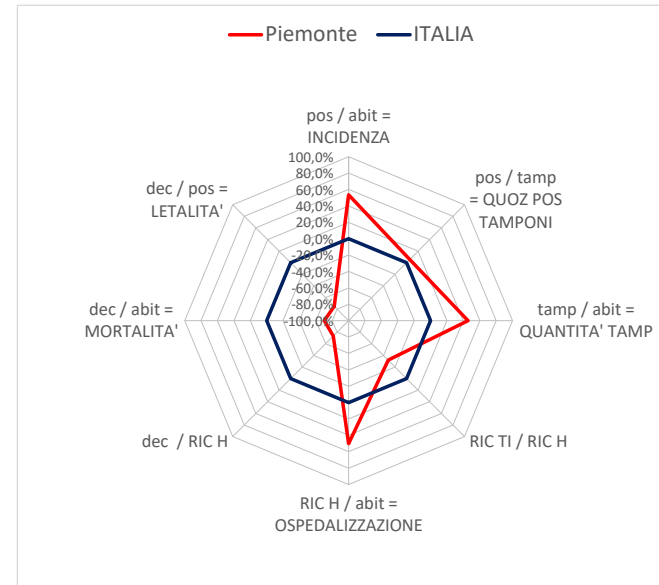 Piemonte ITALIA
pos / abit =
INCIDENZA
100,0%
80,0%
60,0%
40,0%
20,0%
0,0%
-20,0%
-40,0%
-60,0%
-80,0%
-100,0%
pos / tamp
= QUOZ POS
TAMPONI
tamp / abit =
QUANTITA' TAMP
RIC TI / RIC H
RIC H / abit =
OSPEDALIZZAZIONE
dec / RIC H
dec / abit =
MORTALITA'
dec / pos =
LETALITA'